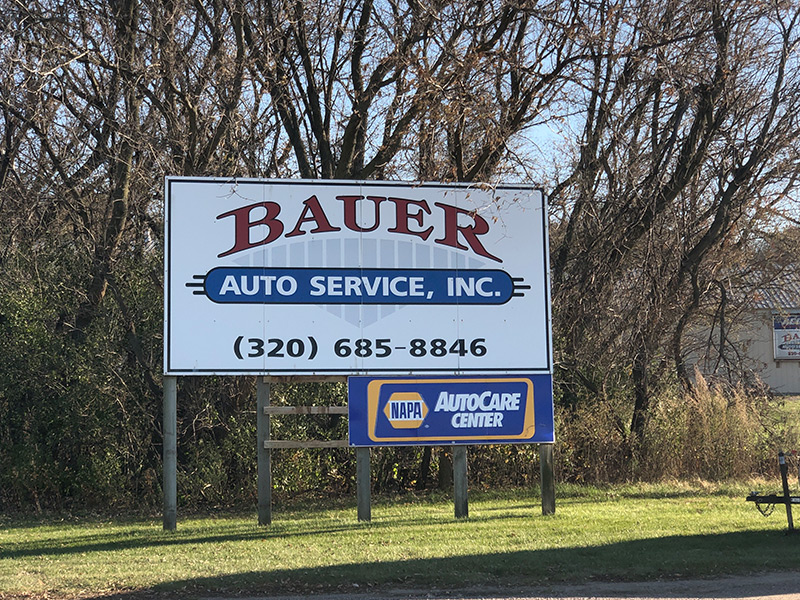 BAUER
AUTO SERVICE, INC.
(320) 685-8846
NAPA AUTOCARE
CENTER